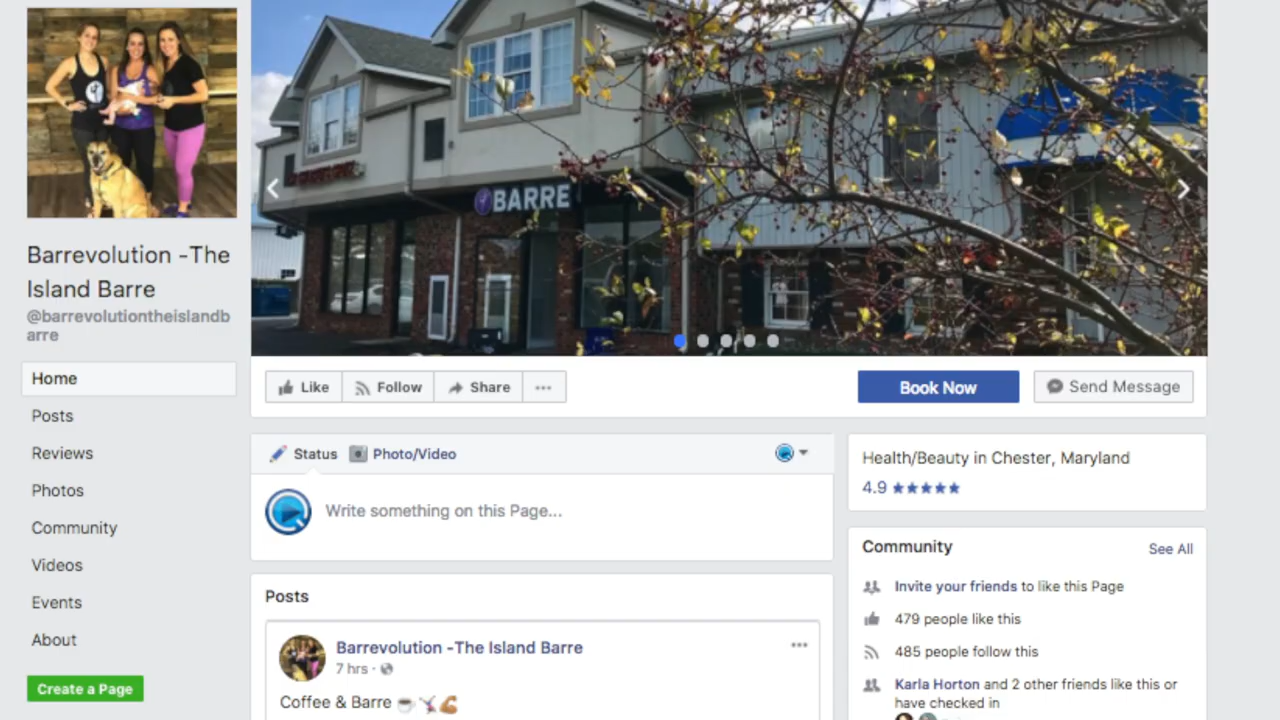 BARRE
Barrevolution -The
Island Barre
@barrevolutiontheislandb
arre
Home
Posts
Reviews
Photos
Community
Videos
Events
About
Create a Page
Like
Follow
Share
Book Now
Send Message
Status
Photo/Video
Write something on this Page...
Posts
Barrevolution -The Island Barre
7 hrs ·
Coffee & Barre
Health/Beauty in Chester, Maryland
4.9
Community
See All
Invite your friends to like this Page
479 people like this
485 people follow this
Karla Horton and 2 other friends like this or
have checked in